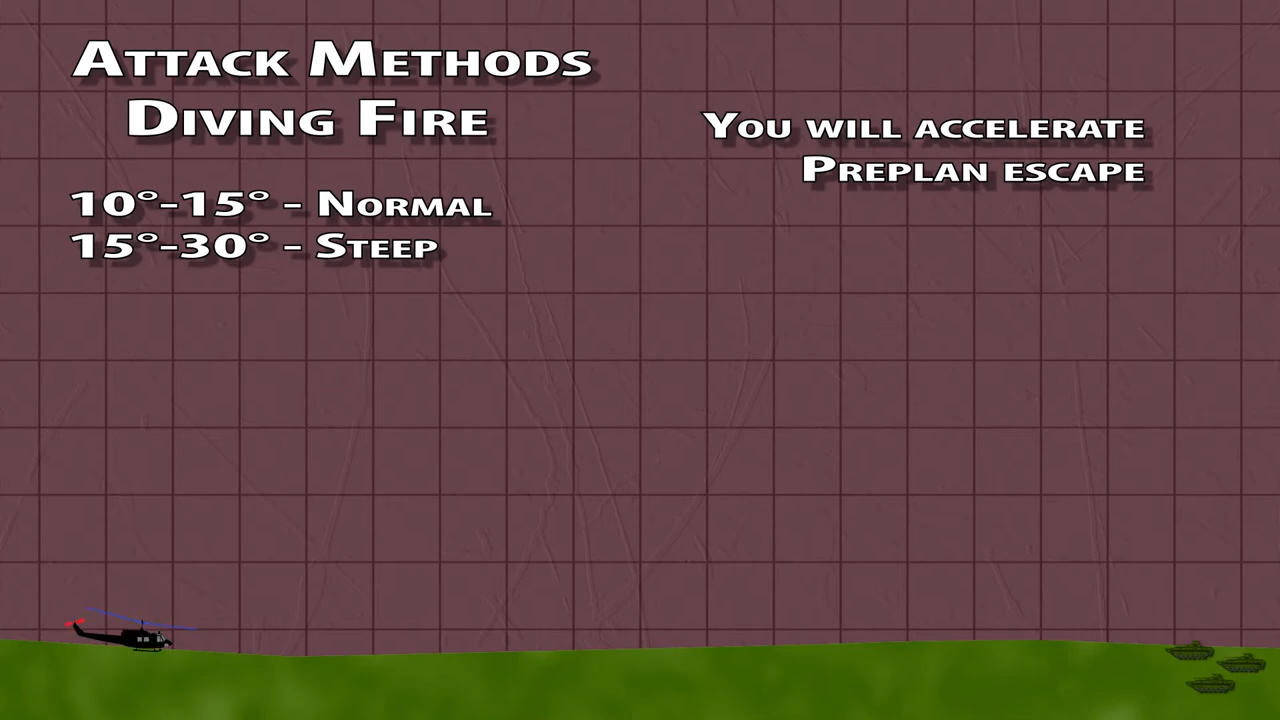 Attack Methods
Diving Fire
10°-15° - Normal
15°-30° - Steep
You will accelerate
Preplan escape